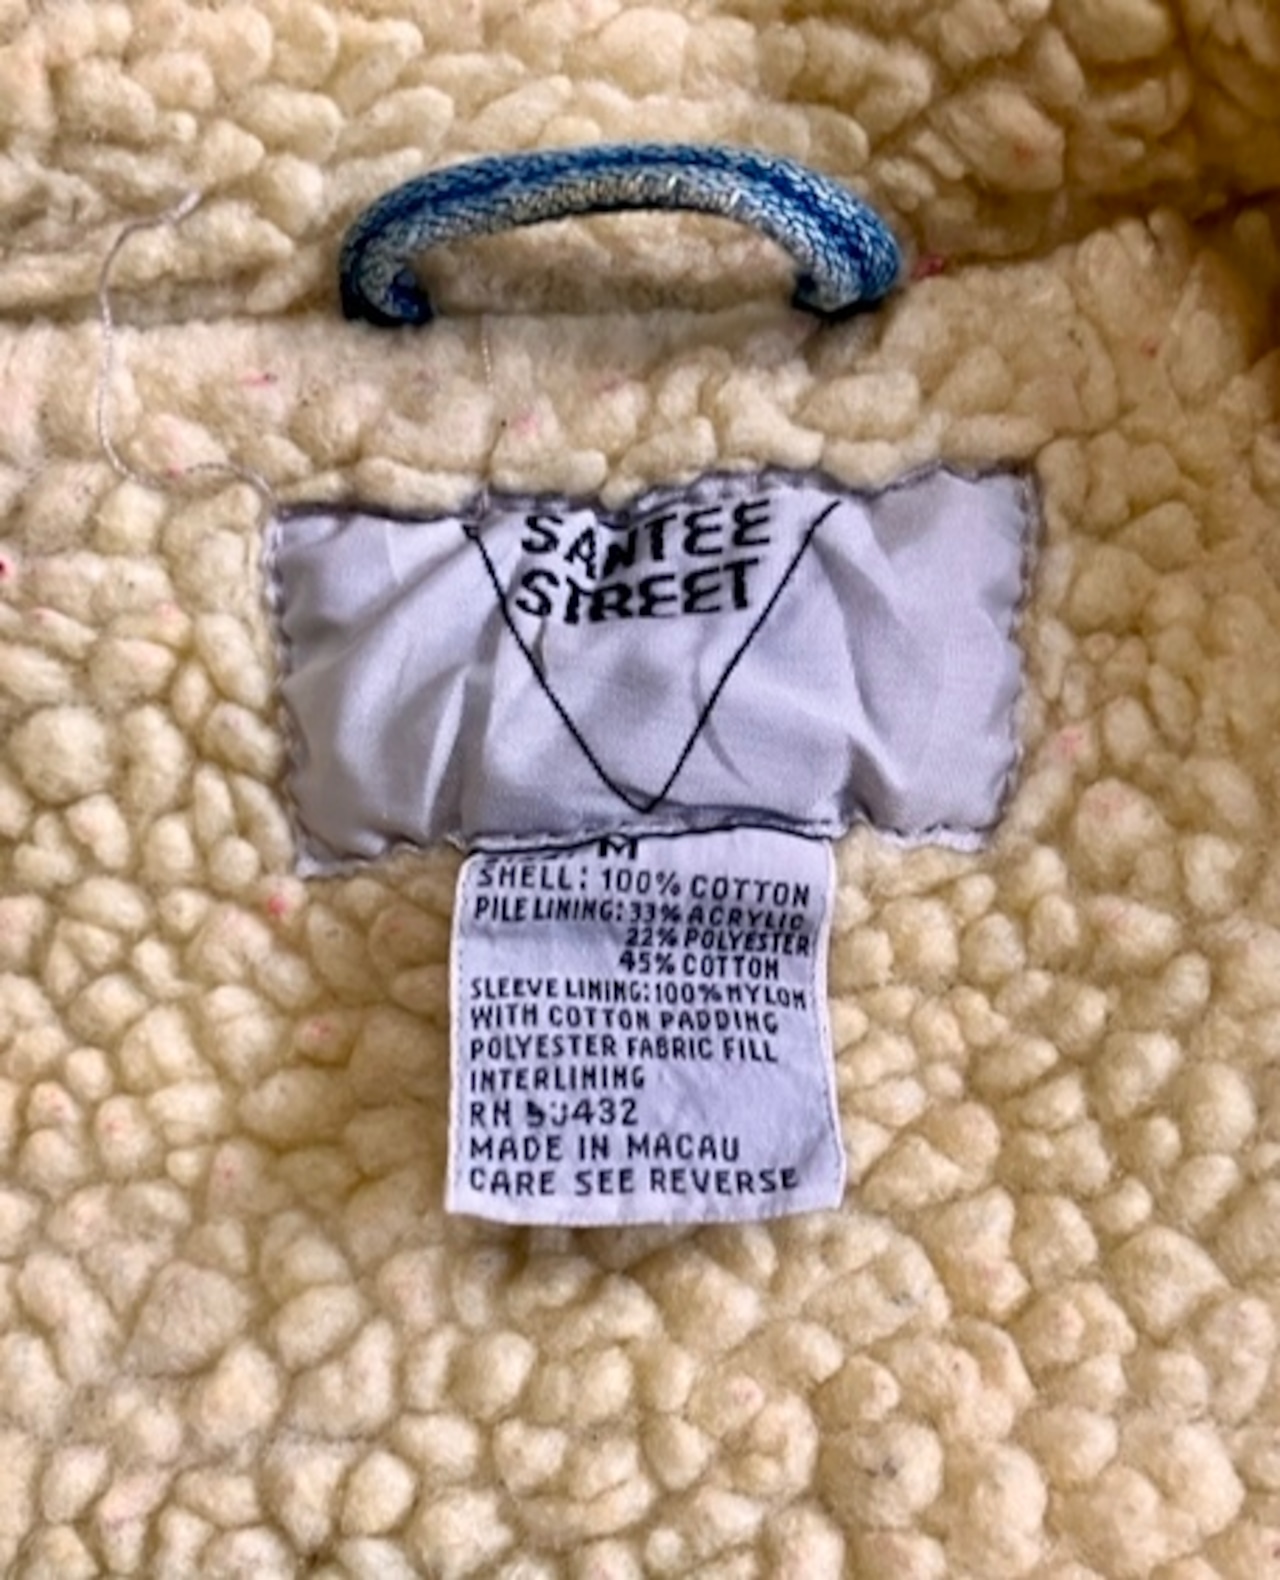 SANTEE
STREET
M
SHELL: 100% COTTON
PILE LINING: 33% ACRYLIC
22% POLYESTER
45% COTTON
SLEEVE LINING: 100% NYLON
WITH COTTON PADDING
POLYESTER FABRIC FILL
INTERLINING
RN
MADE IN MACAU
CARE SEE REVERSE